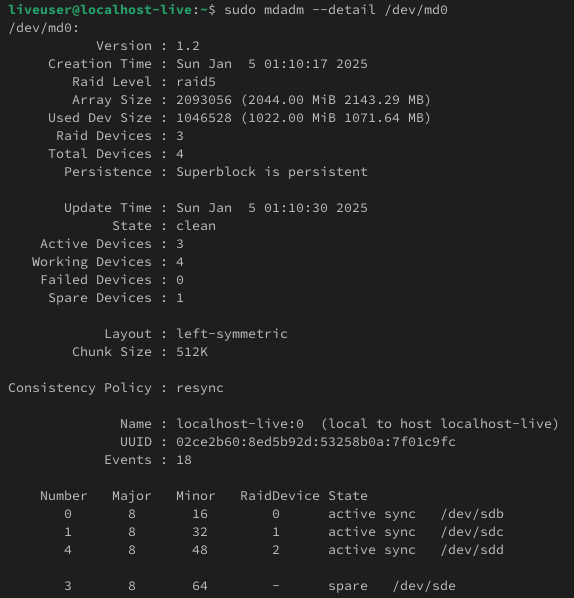 liveuser@localhost-live:~$ sudo mdadm --detail /dev/md0
/dev/md0:
Version : 1.2
Creation Time : Sun Jan  5 01:10:17 2025
Raid Level : raid5
Array Size : 2093056 (2044.00 MiB 2143.29 MB)
Used Dev Size : 1046528 (1022.00 MiB 1071.64 MB)
Raid Devices : 3
Total Devices : 4
Persistence : Superblock is persistent
Update Time : Sun Jan  5 01:10:30 2025
State : clean
Active Devices : 3
Working Devices : 4
Failed Devices : 0
Spare Devices : 1
Layout : left-symmetric
Chunk Size : 512K
Consistency Policy : resync
Name : localhost-live:0  (local to host localhost-live)
UUID : 02ce2b60:8ed5b92d:53258b0a:7f01c9fc
Events : 18
Number   Major   Minor   RaidDevice State
0       8       16        0      active sync   /dev/sdb
1       8       32        1      active sync   /dev/sdc
4       8       48        2      active sync   /dev/sdd
3       8       64        -      spare   /dev/sde